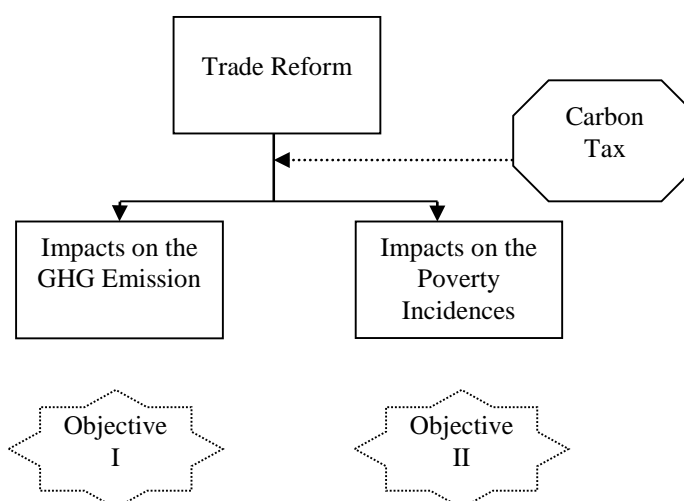 Trade Reform
Carbon
Tax
Impacts on the
GHG Emission
Impacts on the
Poverty
Incidences
Objective
I
Objective
II